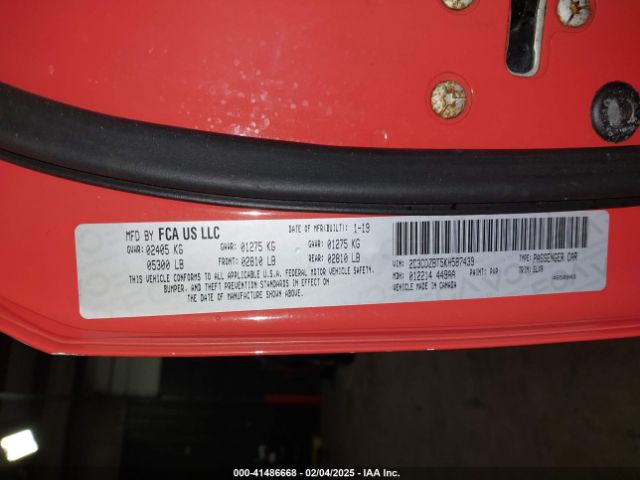 MFD BY FCA US LLC
DATE OF MFR(BUILT): 1-19
GVWR: 02405 KG
GAWR: 01275 KG
GAWR: 01275 KG
05300 LB
FRONT: 02810 LB
REAR: 02810 LB
THIS VEHICLE CONFORMS TO ALL APPLICABLE U.S.A. FEDERAL MOTOR VEHICLE SAFETY,
BUMPER, AND THEFT PREVENTION STANDARDS IN EFFECT ON
THE DATE OF MANUFACTURE SHOWN ABOVE.
VIN: 2C3CDZBT5KH587439
TYPE: PASSENGER CAR
MDH: 012214 449AA
PAINT: PAP
TRIM: SLX9
VEHICLE MADE IN CANADA
000-41486668 - 02/04/2025 - IAA Inc.